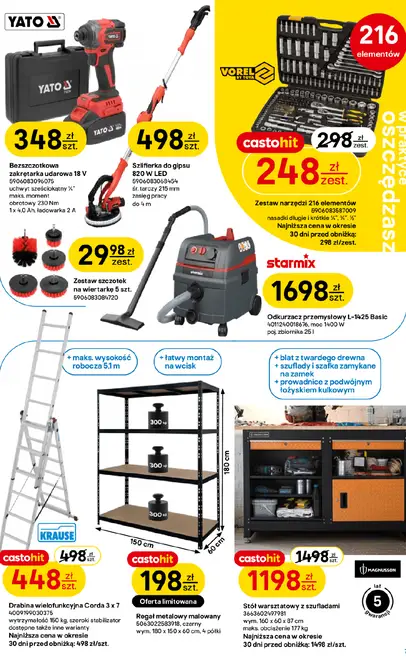 YATO
348 zł szt.
Bezszczotkowa
zakrętarka udarowa 18 V
5906083096075
uchwyt sześciokątny ¼"
maks. moment
obrotowy 230 Nm
1 x 4.0 Ah, ładowarka 2 A
498 zł szt.
Szlifierka do gipsu
820 W LED
5906083068454
śr. tarczy 215 mm
zasięg pracy
do 4 m
VOREL
BY TOYA
216
elementów
castohit
298 zł zest.
248 zł zest.
Zestaw narzędzi 216 elementów
5906083587009
nasadki długie i krótkie ¼", ⅜", ½"
Najniższa cena w okresie
30 dni przed obniżką:
298 zł/zest.
w praktyce
oszczędzasz
29 98 zł szt.
Zestaw szczotek
na wiertarkę 5 szt.
5906083084720
starmix
1698 zł szt.
Odkurzacz przemysłowy L-1425 Basic
4011240018676, moc 1400 W
poj. zbiornika 25 l
+ maks. wysokość
robocza 5,1 m
KRAUSE
castohit
498 zł szt.
448 zł szt.
Drabina wielofunkcyjna Corda 3 x 7
4009199030375
wytrzymałość 150 kg, szeroki stabilizator
dostępne także inne warianty
Najniższa cena w okresie
30 dni przed obniżką: 498 zł/szt.
+ łatwy montaż
na wcisk
300 kg
300 kg
300 kg
180 cm
150 cm
60 cm
castohit
198 zł szt.
Oferta limitowana
Regał metalowy malowany
5063022583918, czarny
wym. 180 x 150 x 60 cm, 4 półki
+ blat z twardego drewna
+ szuflady i szafka zamykane
na zamek
+ prowadnice z podwójnym
łożyskiem kulkowym
castohit
1498 zł szt.
1198 zł szt.
MAGNUSSON
5
lat
gwarancji
Stół warsztatowy z szufladami
3663602497981
wym. 160 x 60 x 87 cm
maks. obciążenie 177 kg
Najniższa cena w okresie
30 dni przed obniżką: 1498 zł/szt.